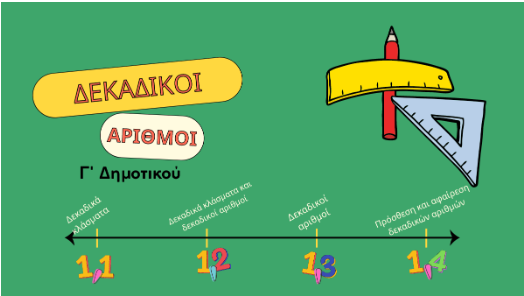 ΔΕΚΑΔΙΚΟΙ
ΑΡΙΘΜΟΙ
Γ' Δημοτικού
Δεκαδικά
κλάσματα
Δεκαδικά κλάσματα και
δεκαδικοί αριθμοί
Δεκαδικοί
αριθμοί
Πρόσθεση και αφαίρεση
δεκαδικών αριθμών
1,1
1,2
1,3
1,4